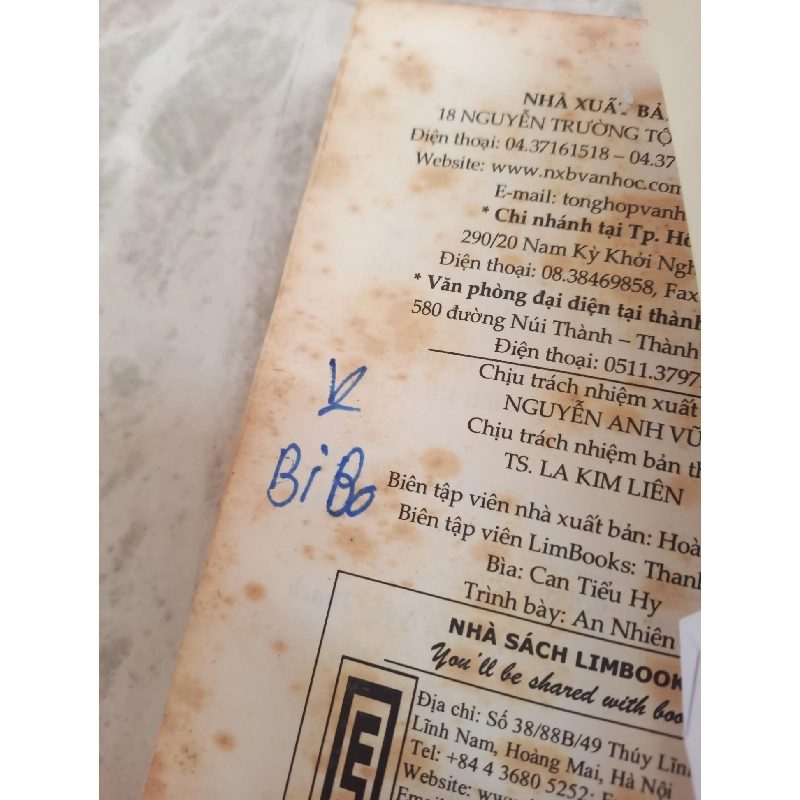 NHÀ XUẤT
18 NGUYỄN TRƯỜNG TỘ
Điện thoại: 04.37161518 – 04.37
Website: www.nxbvanhoc.com
E-mail: tonghopvanh
* Chi nhánh tại Tp. Hồ
290/20 Nam Kỳ Khởi Ngh
Điện thoại: 08.38469858, Fax
* Văn phòng đại diện tại thành
580 đường Núi Thành – Thành
Điện thoại: 0511.3797
Chịu trách nhiệm xuất
NGUYỄN ANH VŨ
Chịu trách nhiệm bản th
TS. LA KIM LIÊN
BiBo
Biên tập viên nhà xuất bản: Hoà
Biên tập viên LimBooks: Thanh
Bìa: Can Tiểu Hy
Trình bày: An Nhiên
NHÀ SÁCH LIMBOOK
You'll be shared with boo
Địa chỉ: Số 38/88B/49 Thúy Lĩn
Lĩnh Nam, Hoàng Mai, Hà Nội
Tel: +84 4 3680 5252;
Website: www
Email